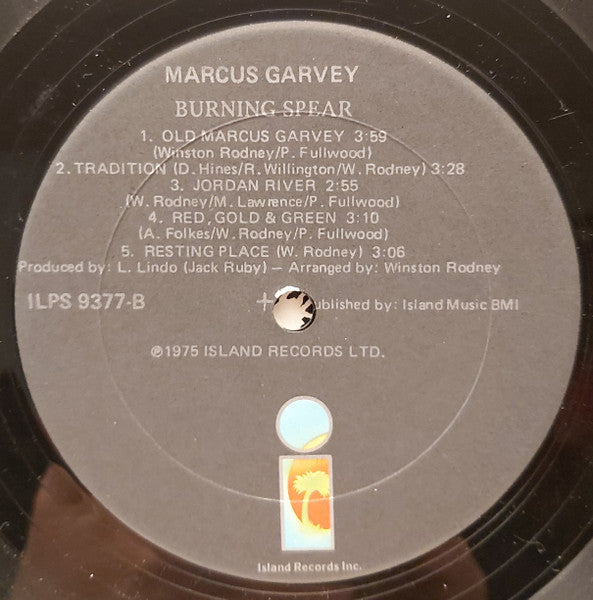 MARCUS GARVEY
BURNING SPEAR
1. OLD MARCUS GARVEY 3:59
(Winston Rodney/P. Fullwood)
2. TRADITION (D. Hines/R. Willington/W. Rodney) 3:28
3. JORDAN RIVER 2:55
(W. Rodney/M. Lawrence/P. Fullwood)
4. RED, GOLD & GREEN 3:10
(A. Folkes/W. Rodney/P. Fullwood)
5. RESTING PLACE (W. Rodney) 3:06
Produced by: L. Lindo (Jack Ruby) – Arranged by: Winston Rodney
ILPS 9377-B
ublished by: Island Music BMI
℗1975 ISLAND RECORDS LTD.
i
Island Records Inc.